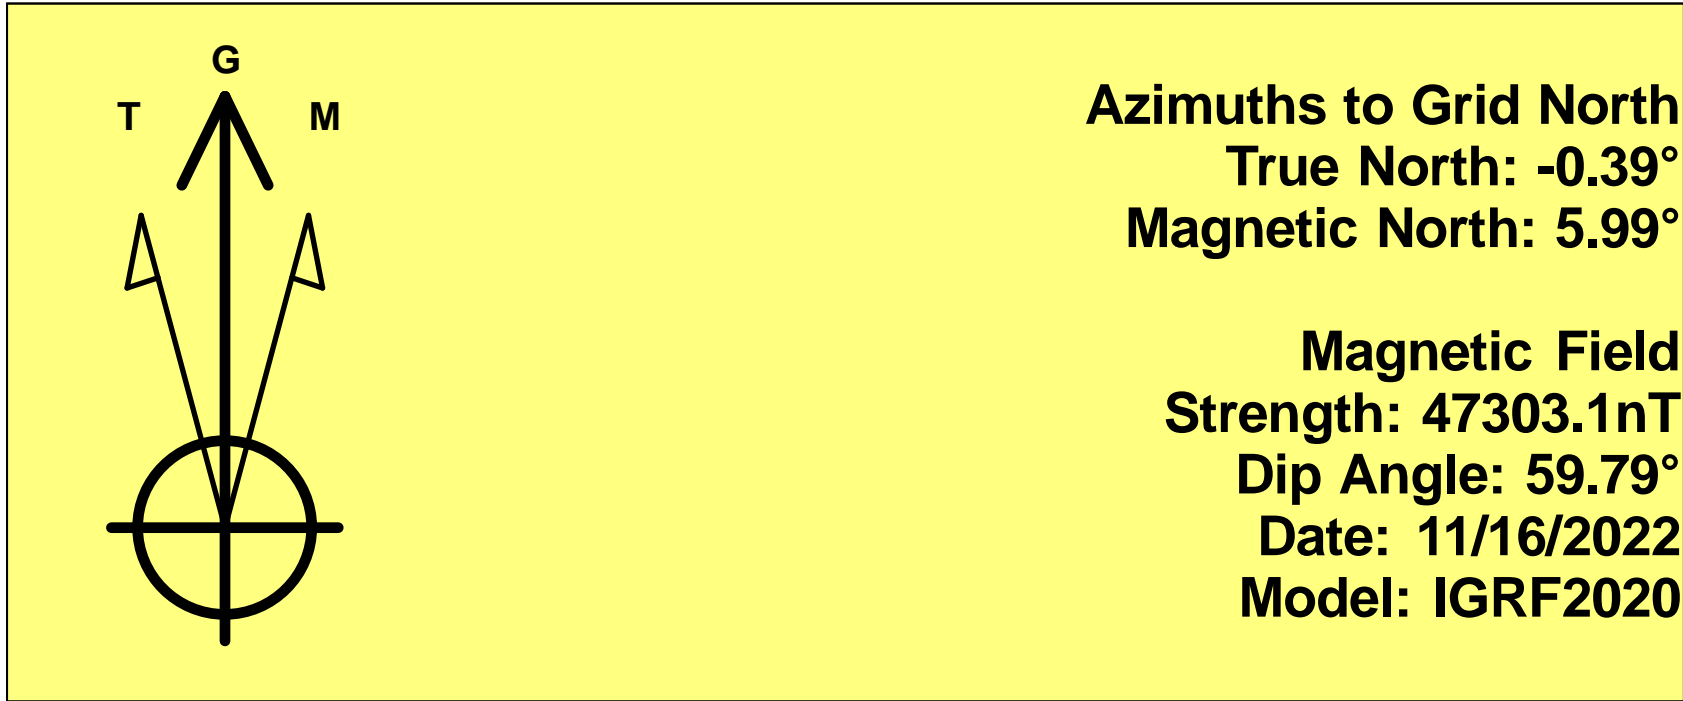 G
T M
Azimuths to Grid North
True North: -0.39°
Magnetic North: 5.99°
Magnetic Field
Strength: 47303.1nT
Dip Angle: 59.79°
Date: 11/16/2022
Model: IGRF2020